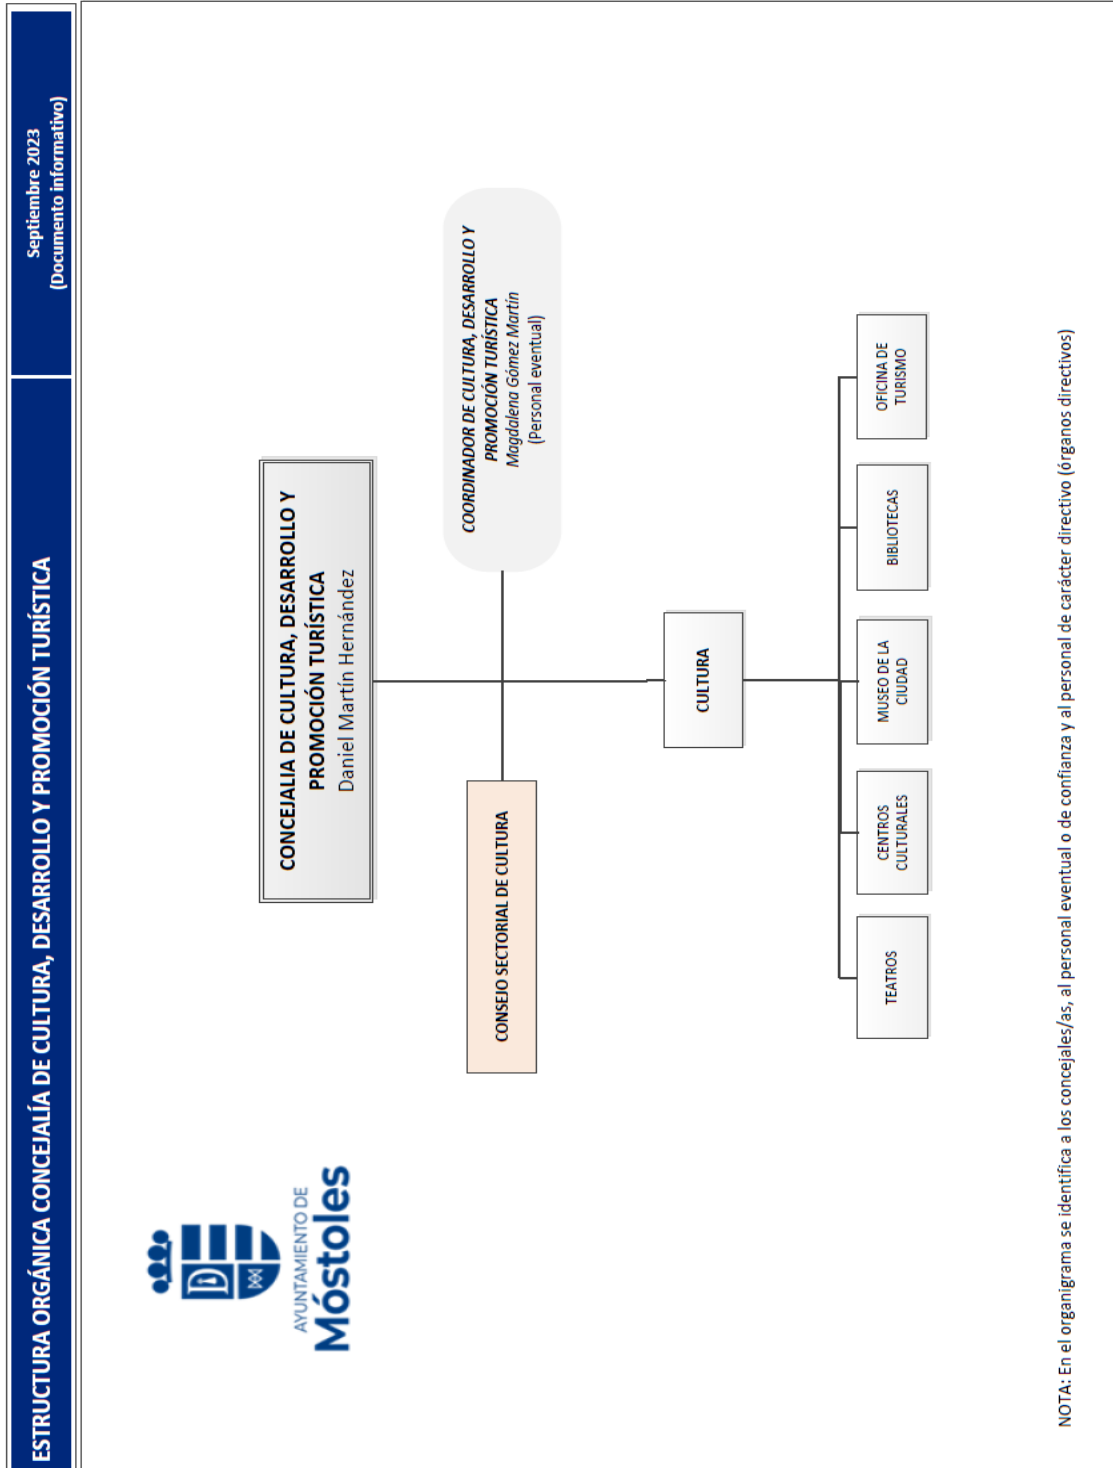 ESTRUCTURA ORGÁNICA CONCEJALÍA DE CULTURA, DESARROLLO Y PROMOCIÓN TURÍSTICA
Septiembre 2023
(Documento informativo)
AYUNTAMIENTO DE
Móstoles
CONCEJALIA DE CULTURA, DESARROLLO Y
PROMOCIÓN TURÍSTICA
Daniel Martín Hernández
CONSEJO SECTORIAL DE CULTURA
COORDINADOR DE CULTURA, DESARROLLO Y
PROMOCIÓN TURÍSTICA
Magdalena Gómez Martín
(Personal eventual)
CULTURA
TEATROS
CENTROS
CULTURALES
MUSEO DE LA
CIUDAD
BIBLIOTECAS
OFICINA DE
TURISMO
NOTA: En el organigrama se identifica a los concejales/as, al personal eventual o de confianza y al personal de carácter directivo (órganos directivos)